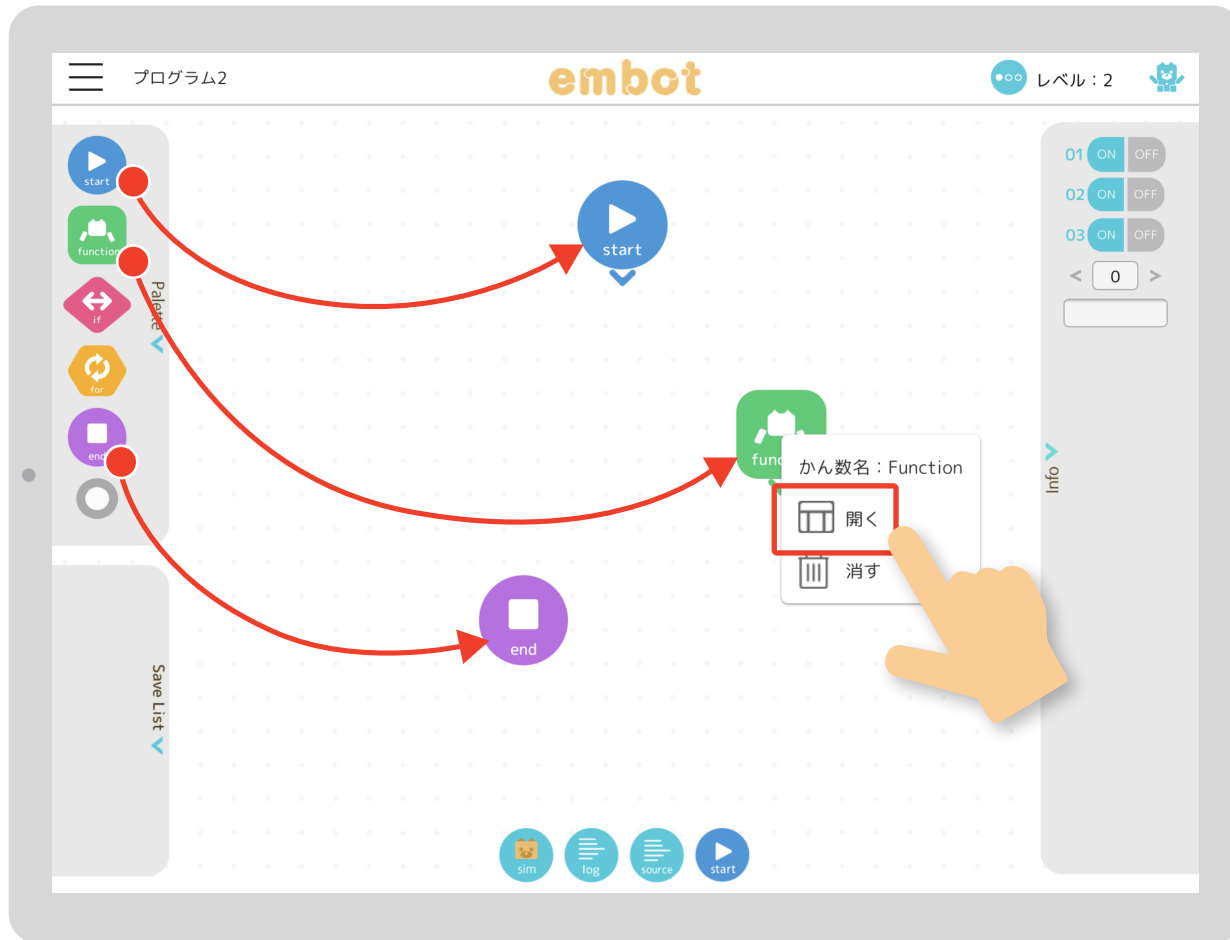 プログラム2
embot
レベル:2
start
function
if
for
end
Palette
Save List
start
func
かん数名:Function
開く
消す
end
01 ON OFF
02 ON OFF
03 ON OFF
< 0 >
Info
sim
log
source
start